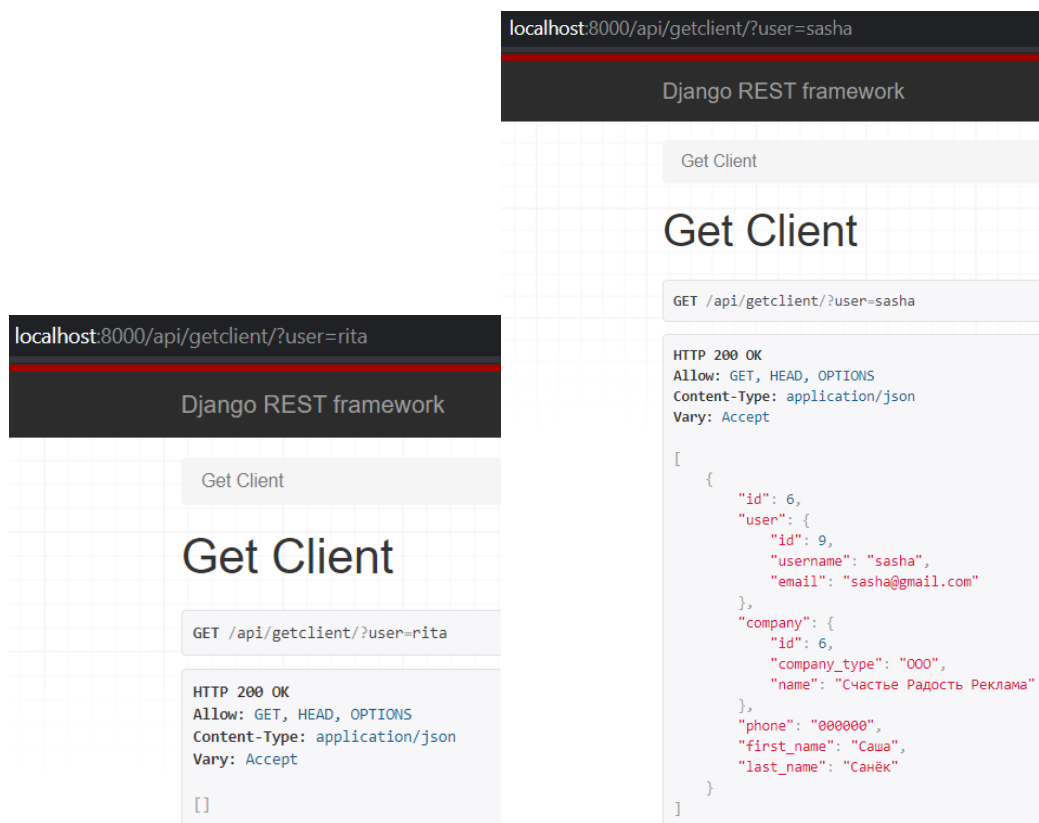 localhost:8000/api/getclient/?user=rita
Django REST framework
Get Client
Get Client
GET /api/getclient/?user=rita
HTTP 200 OK
Allow: GET, HEAD, OPTIONS
Content-Type: application/json
Vary: Accept
[]
localhost:8000/api/getclient/?user=sasha
Django REST framework
Get Client
Get Client
GET /api/getclient/?user=sasha
HTTP 200 OK
Allow: GET, HEAD, OPTIONS
Content-Type: application/json
Vary: Accept
[
    {
        "id": 6,
        "user": {
            "id": 9,
            "username": "sasha",
            "email": "sasha@gmail.com"
        },
        "company": {
            "id": 6,
            "company_type": "ООО",
            "name": "Счастье Радость Реклама"
        },
        "phone": "000000",
        "first_name": "Саша",
        "last_name": "Санёк"
    }
]